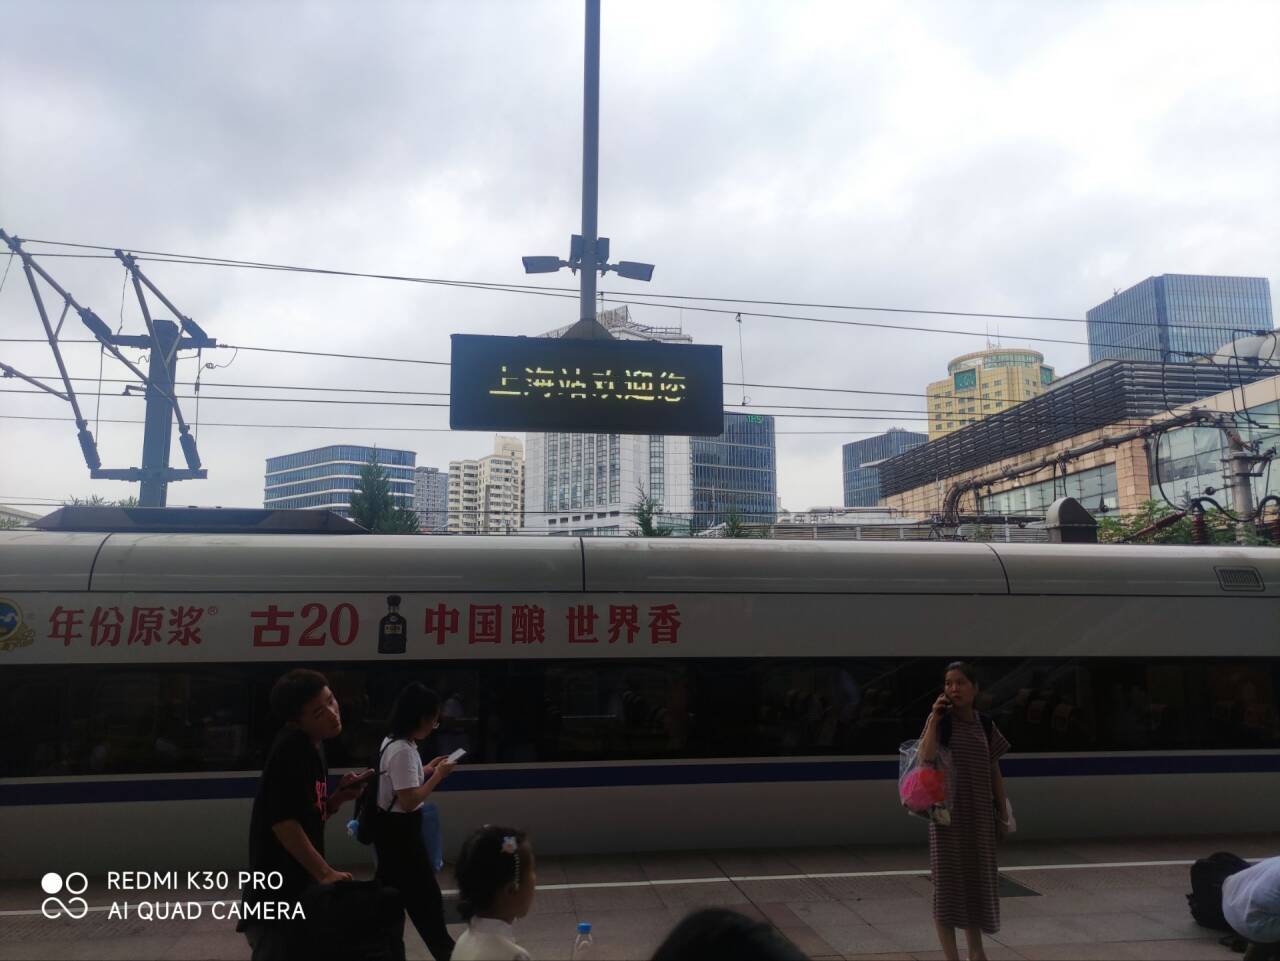 上海站欢迎您
年份原浆® 古20 中国酿 世界香
REDMI K30 PRO
AI QUAD CAMERA